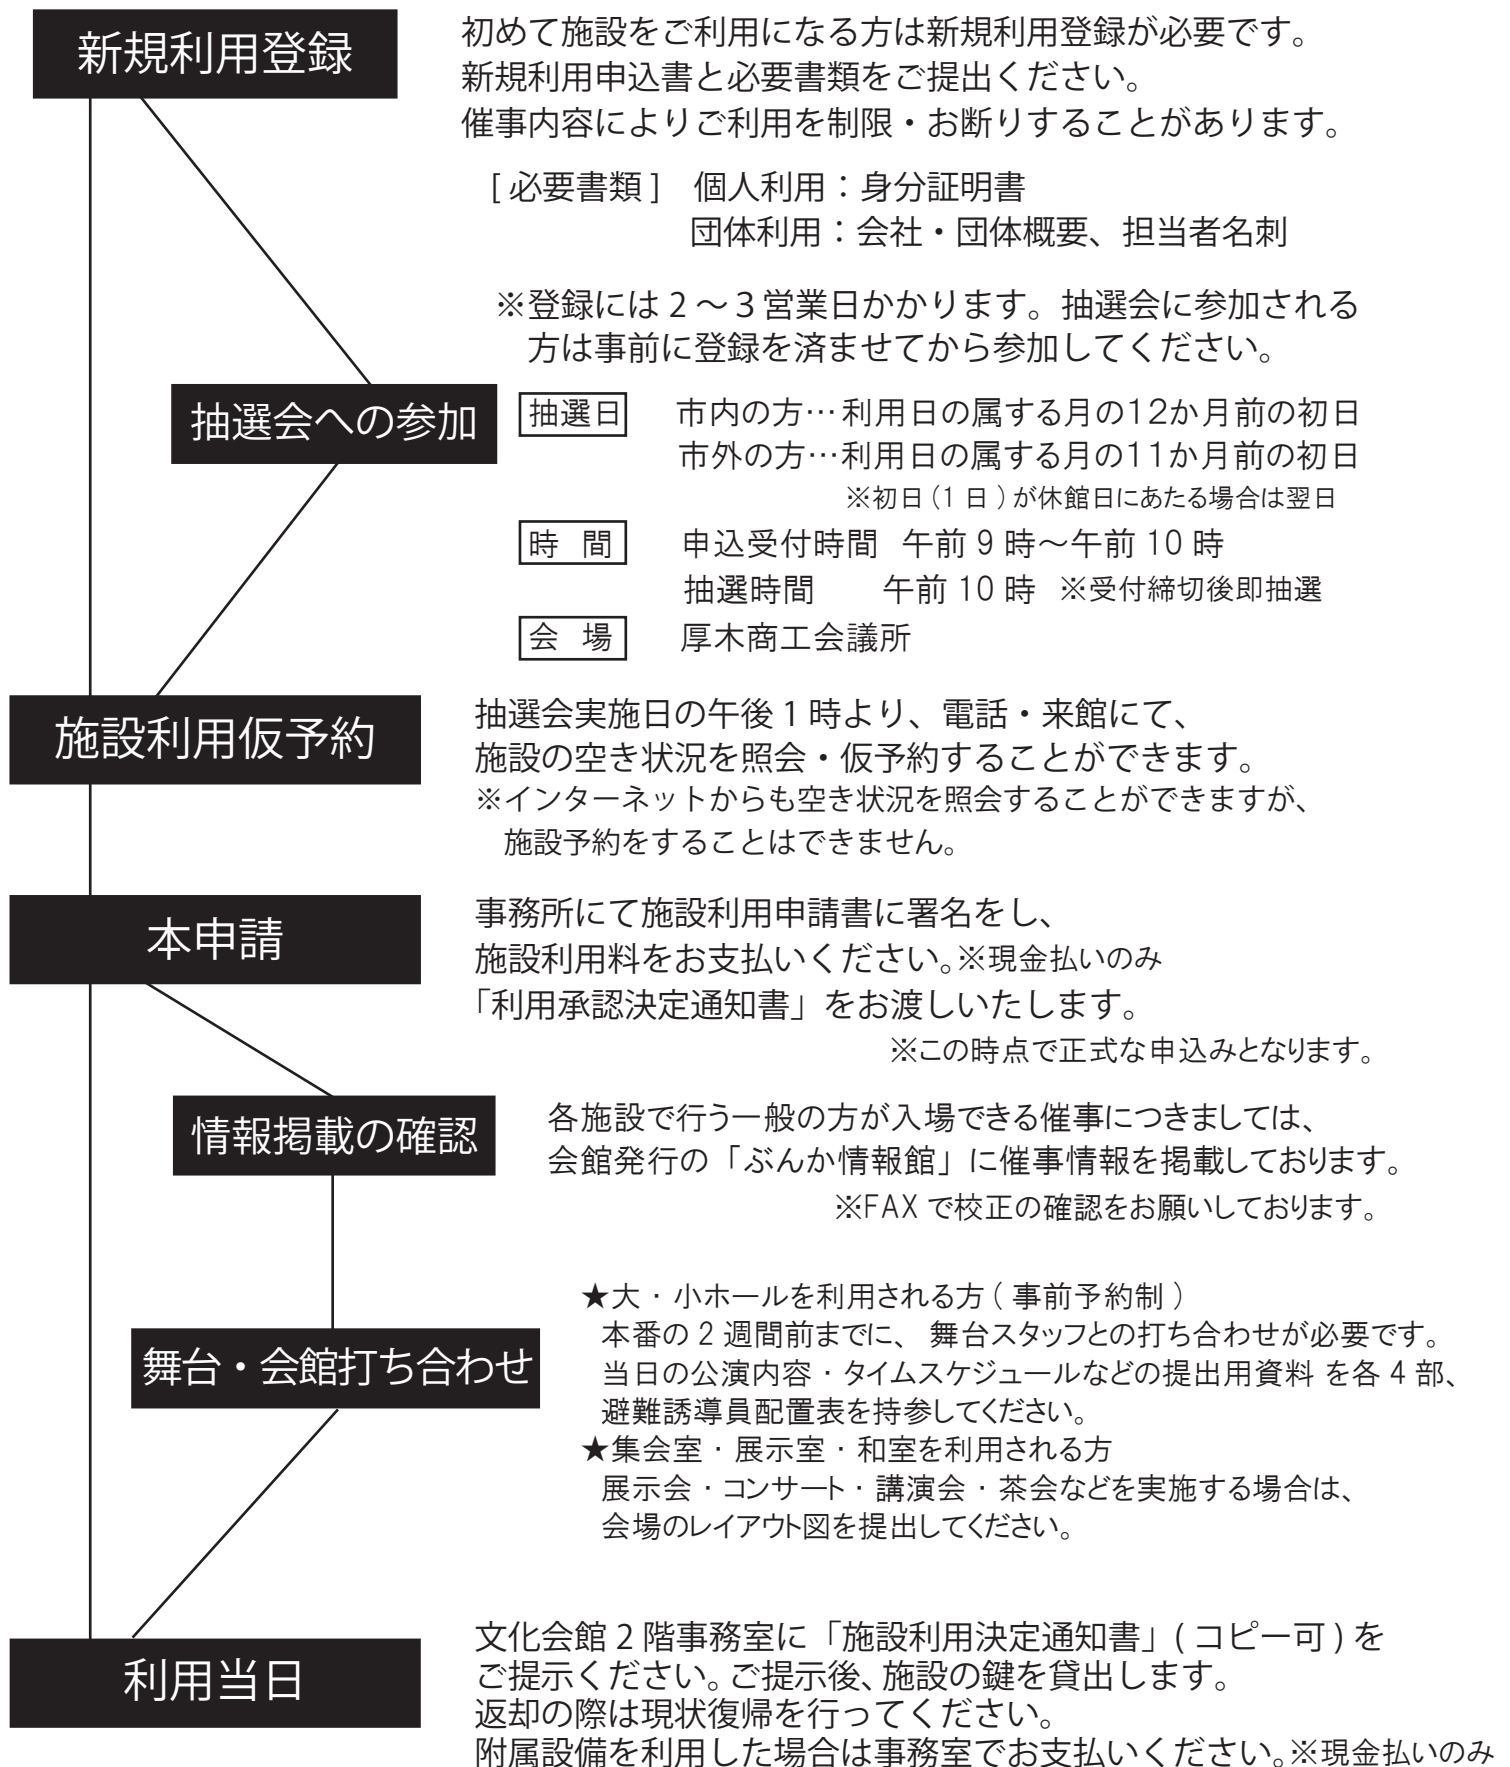 新規利用登録
初めて施設をご利用になる方は新規利用登録が必要です。
新規利用申込書と必要書類をご提出ください。
催事内容によりご利用を制限・お断りすることがあります。
[必要書類] 個人利用：身分証明書
団体利用：会社・団体概要、担当者名刺
※登録には2～3営業日かかります。抽選会に参加される
方は事前に登録を済ませてから参加してください。
抽選会への参加
抽選日 市内の方…利用日の属する月の12か月前の初日
市外の方…利用日の属する月の11か月前の初日
※初日(1日)が休館日にあたる場合は翌日
時 間 申込受付時間 午前9時～午前10時
抽選時間 午前10時 ※受付締切後即抽選
会 場 厚木商工会議所
施設利用仮予約
抽選会実施日の午後1時より、電話・来館にて、
施設の空き状況を照会・仮予約することができます。
※インターネットからも空き状況を照会することができますが、
施設予約をすることはできません。
本申請
事務所にて施設利用申請書に署名をし、
施設利用料をお支払いください。※現金払いのみ
「利用承認決定通知書」をお渡しいたします。
※この時点で正式な申込みとなります。
情報掲載の確認
各施設で行う一般の方が入場できる催事につきましては、
会館発行の「ぶんか情報館」に催事情報を掲載しております。
※FAXで校正の確認をお願いしております。
舞台・会館打ち合わせ
★大・小ホールを利用される方(事前予約制)
本番の2週間前までに、舞台スタッフとの打ち合わせが必要です。
当日の公演内容・タイムスケジュールなどの提出用資料を各4部、
避難誘導員配置表を持参してください。
★集会室・展示室・和室を利用される方
展示会・コンサート・講演会・茶会などを実施する場合は、
会場のレイアウト図を提出してください。
利用当日
文化会館2階事務室に「施設利用決定通知書」(コピー可)を
ご提示ください。ご提示後、施設の鍵を貸出します。
返却の際は現状復帰を行ってください。
附属設備を利用した場合は事務室でお支払いください。※現金払いのみ